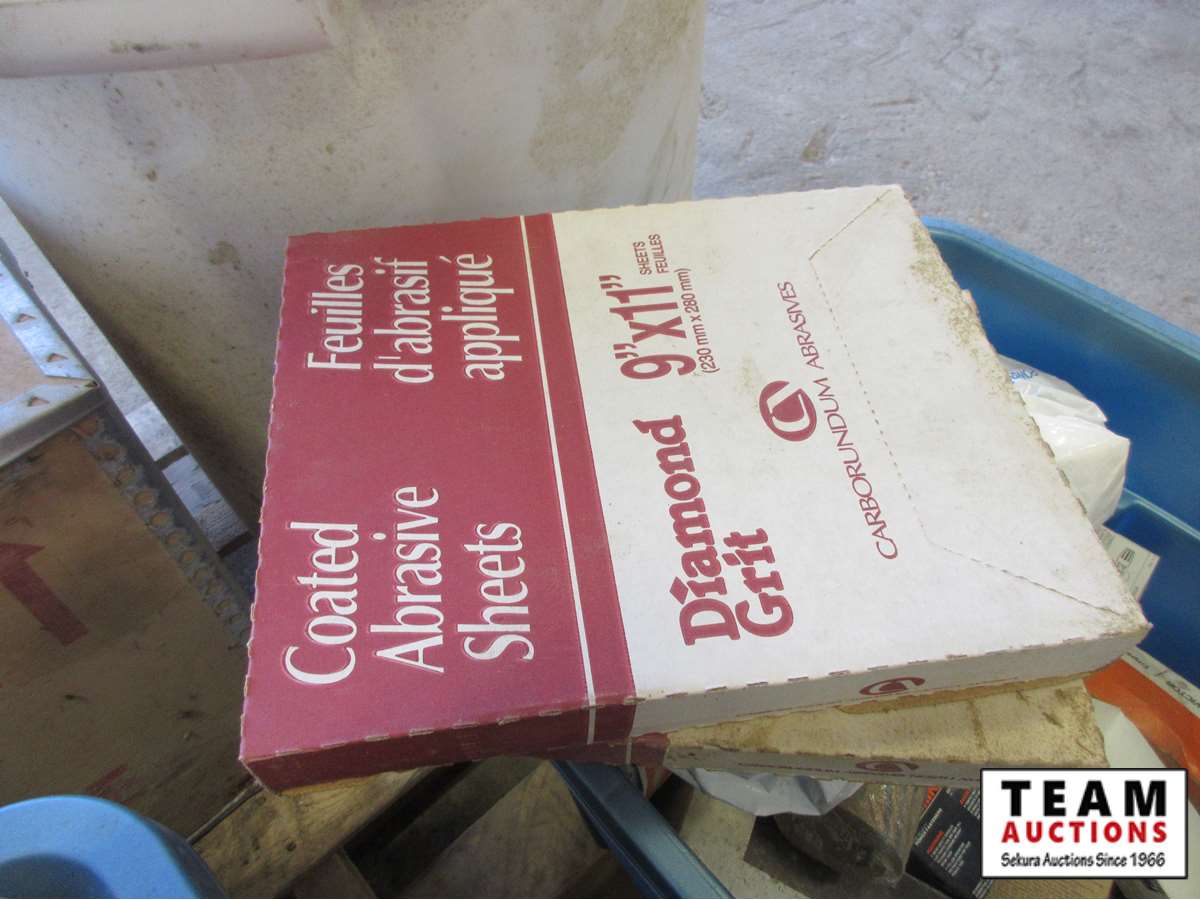 Coated
Abrasive
Sheets
Feuilles
d'abrasif
appliqué
Diamond
Grit
9"x11"
SHEETS
FEUILLES
(230 mm x 280 mm)
CARBORUNDUM ABRASIVES
TEAM
AUCTIONS
Sekura Auctions Since 1966